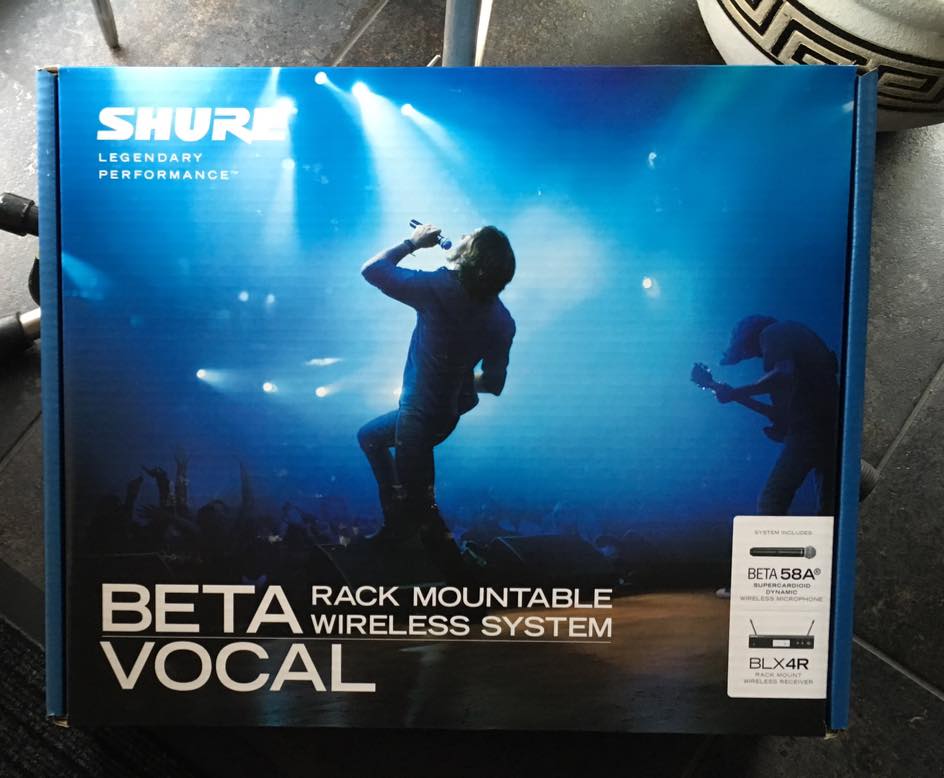 SHURE
LEGENDARY
PERFORMANCE™
BETA RACK MOUNTABLE
WIRELESS SYSTEM
VOCAL
SYSTEM INCLUDES:
BETA 58A®
SUPERCARDIOID
DYNAMIC
WIRELESS MICROPHONE
BLX4R
RACK MOUNT
WIRELESS RECEIVER